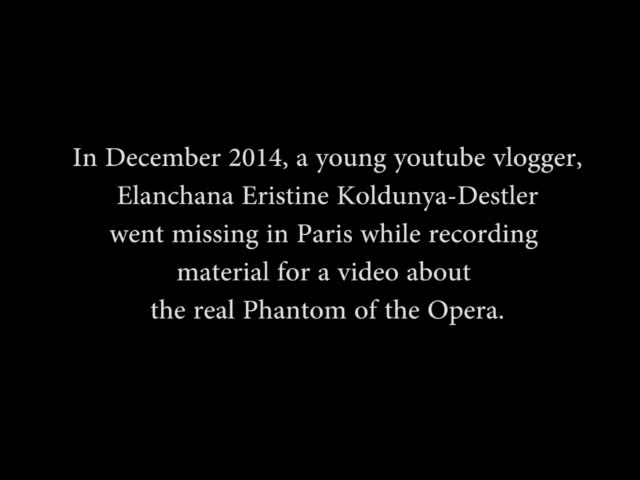 In December 2014, a young youtube vlogger,
Elanchana Eristine Koldunya-Destler
went missing in Paris while recording
material for a video about
the real Phantom of the Opera.